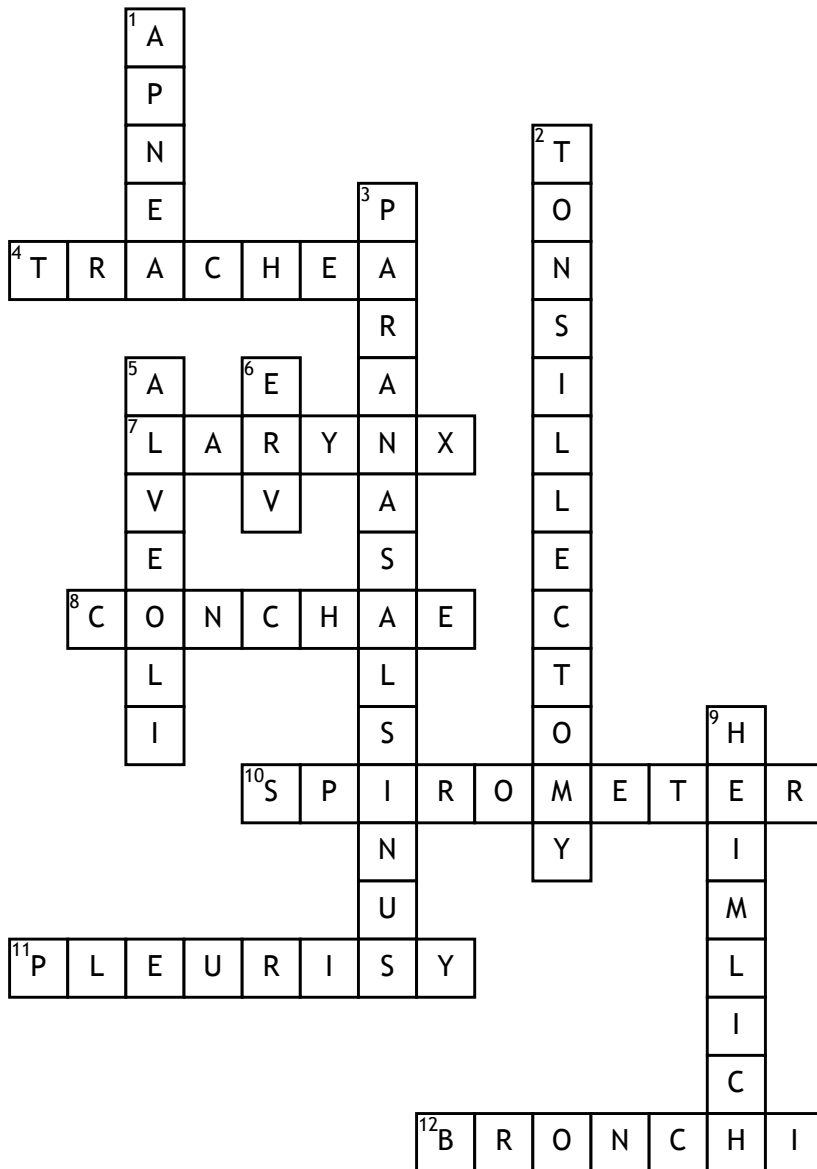 1 A
P
N 2 T
E 3 P O
4 T R A C H E A N
R S
5 A 6 E A I
7 L A R Y N X L
V V A L
E S E
8 C O N C H A E C
L L T
I S O 9 H
10 S P I R O M E T E R
N Y I
U M
11 P L E U R I S Y L
I
C
12 B R O N C H I